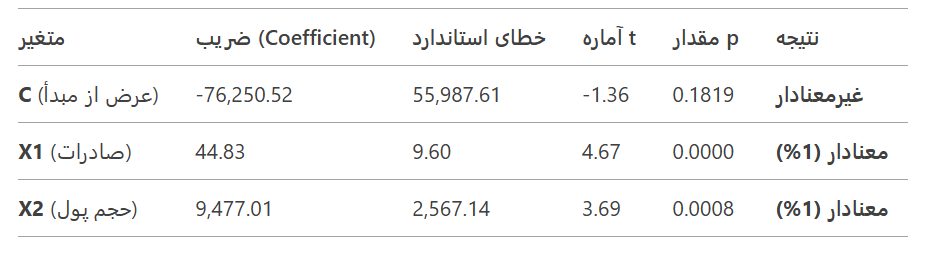 متغیر ضریب (Coefficient) خطای استاندارد آماره t مقدار p نتیجه
C (عرض از مبدأ) -76,250.52 55,987.61 -1.36 0.1819 غیرمعنادار
X1 (صادرات) 44.83 9.60 4.67 0.0000 معنادار (1%)
X2 (حجم پول) 9,477.01 2,567.14 3.69 0.0008 معنادار (1%)